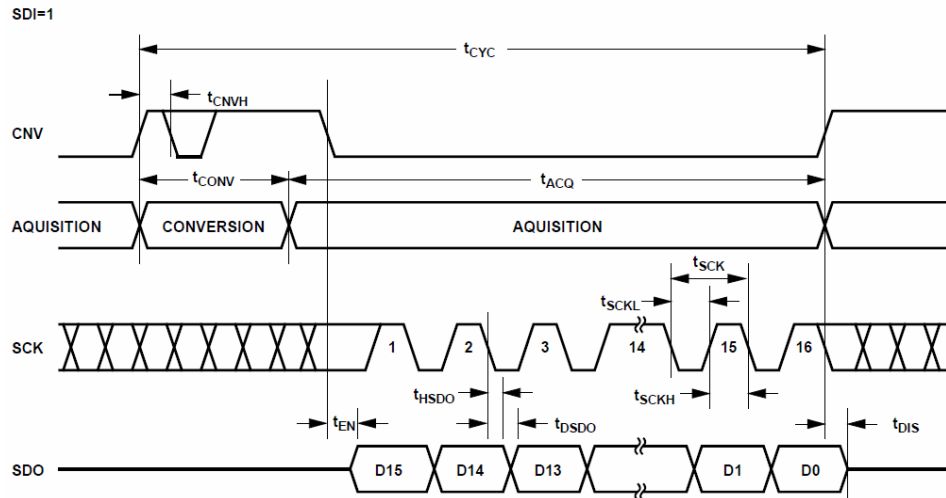 SDI=1
tCYC
tCNVH
CNV
tCONV
tACQ
AQUISITION CONVERSION AQUISITION
tSCK
tSCKL
SCK 1 2 3 14 15 16
tHSDO
tSCKH
tEN
tDSDO
tDIS
SDO D15 D14 D13 D1 D0